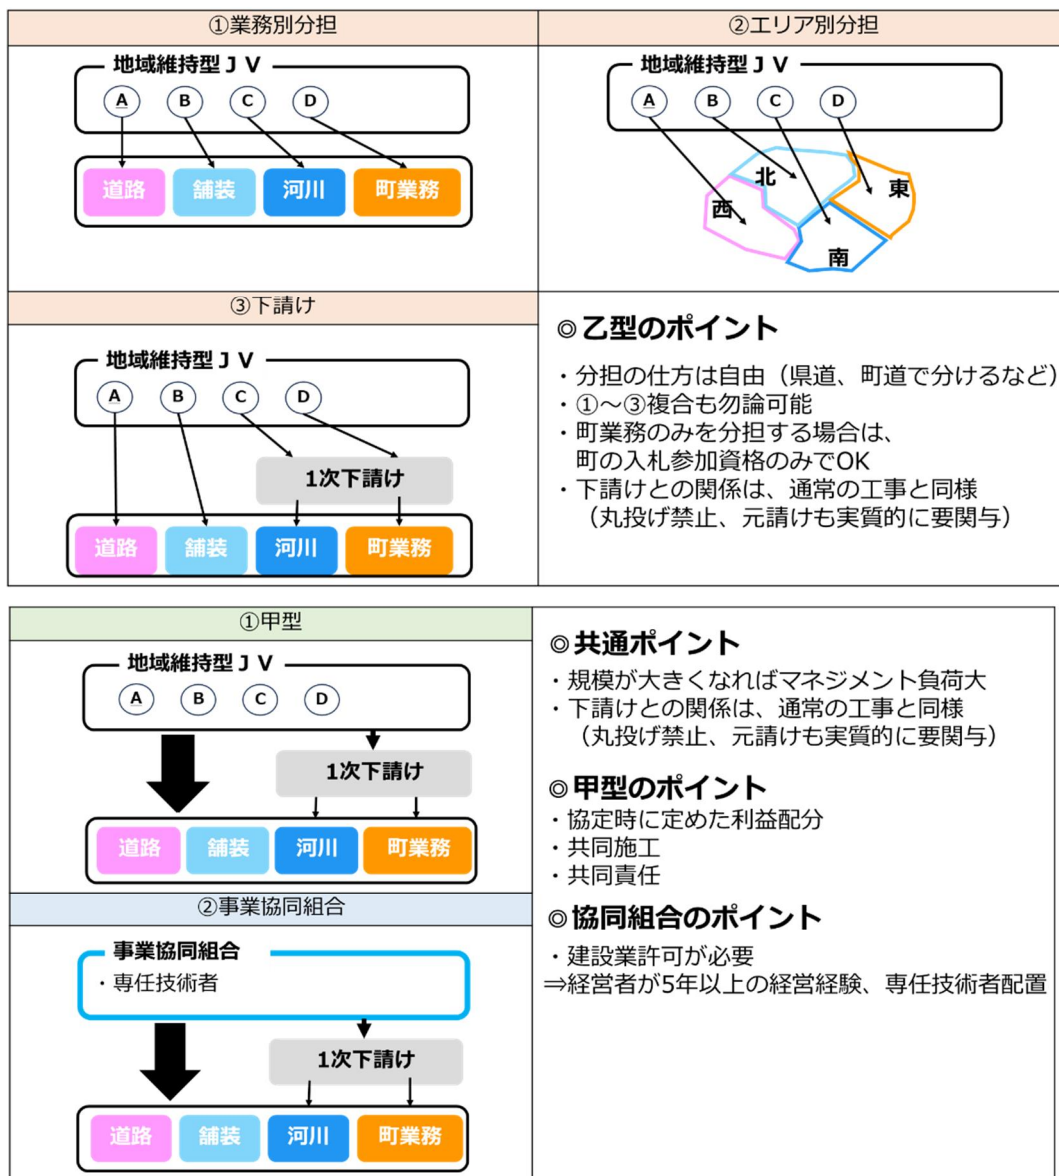 ①業務別分担
地域維持型ＪＶ
A B C D
道路 舗装 河川 町業務
②エリア別分担
地域維持型ＪＶ
A B C D
北
東
西
南
③下請け
地域維持型ＪＶ
A B C D
1次下請け
道路 舗装 河川 町業務
◎乙型のポイント
・分担の仕方は自由（県道、町道で分けるなど）
・①～③複合も勿論可能
・町業務のみを分担する場合は、
町の入札参加資格のみでOK
・下請けとの関係は、通常の工事と同様
（丸投げ禁止、元請けも実質的に要関与）
①甲型
地域維持型ＪＶ
A B C D
1次下請け
道路 舗装 河川 町業務
②事業協同組合
事業協同組合
・専任技術者
1次下請け
道路 舗装 河川 町業務
◎共通ポイント
・規模が大きくなればマネジメント負荷大
・下請けとの関係は、通常の工事と同様
（丸投げ禁止、元請けも実質的に要関与）
◎甲型のポイント
・協定時に定めた利益配分
・共同施工
・共同責任
◎協同組合のポイント
・建設業許可が必要
⇒経営者が5年以上の経営経験、専任技術者配置